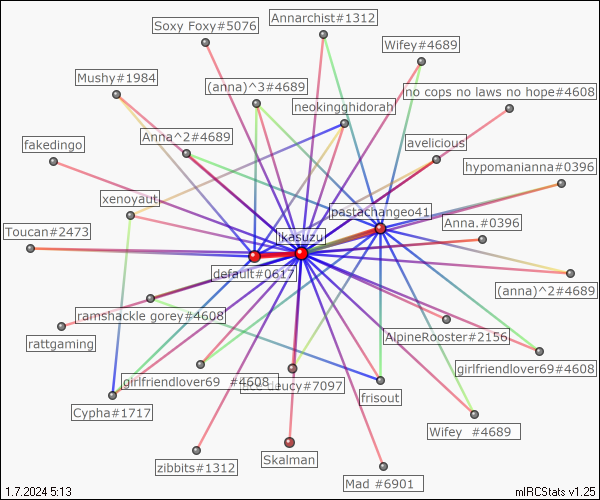 Soxy Foxy#5076
Annarchist#1312
Wifey#4689
Mushy#1984
(anna)^3#4689
no cops no laws no hope#4608
neokingghidorah
fakedingo
Anna^2#4689
avelicious
hypomanianna#0396
xenoyaut
pastachangeo41
Toucan#2473
ikasuzu
Anna.#0396
default#0617
(anna)^2#4689
ramshackle gorey#4608
rattgaming
AlpineRooster#2156
girlfriendlover69#4608
girlfriendlover69 #4608
ucy#7097
frisout
Cypha#1717
Wifey #4689
zibbits#1312
Skalman
Mad #6901
1.7.2024 5:13
mIRCStats v1.25